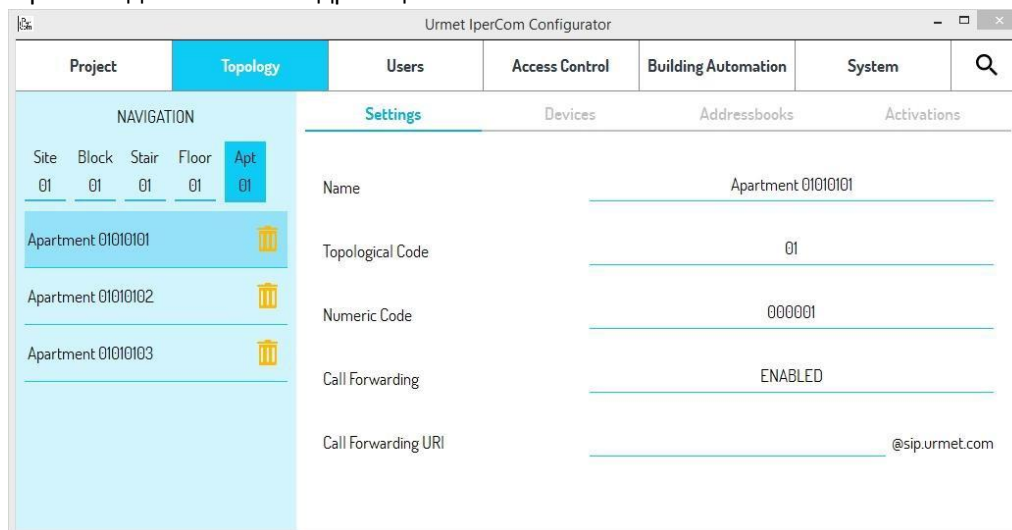 Urmet IperCom Configurator
Project Topology Users Access Control Building Automation System
NAVIGATION
Settings Devices Addressbooks Activations
Site Block Stair Floor Apt
01 01 01 01 01
Name Apartment 01010101
Apartment 01010101
Topological Code 01
Apartment 01010102
Numeric Code 000001
Apartment 01010103
Call Forwarding ENABLED
Call Forwarding URI @sip.urmet.com